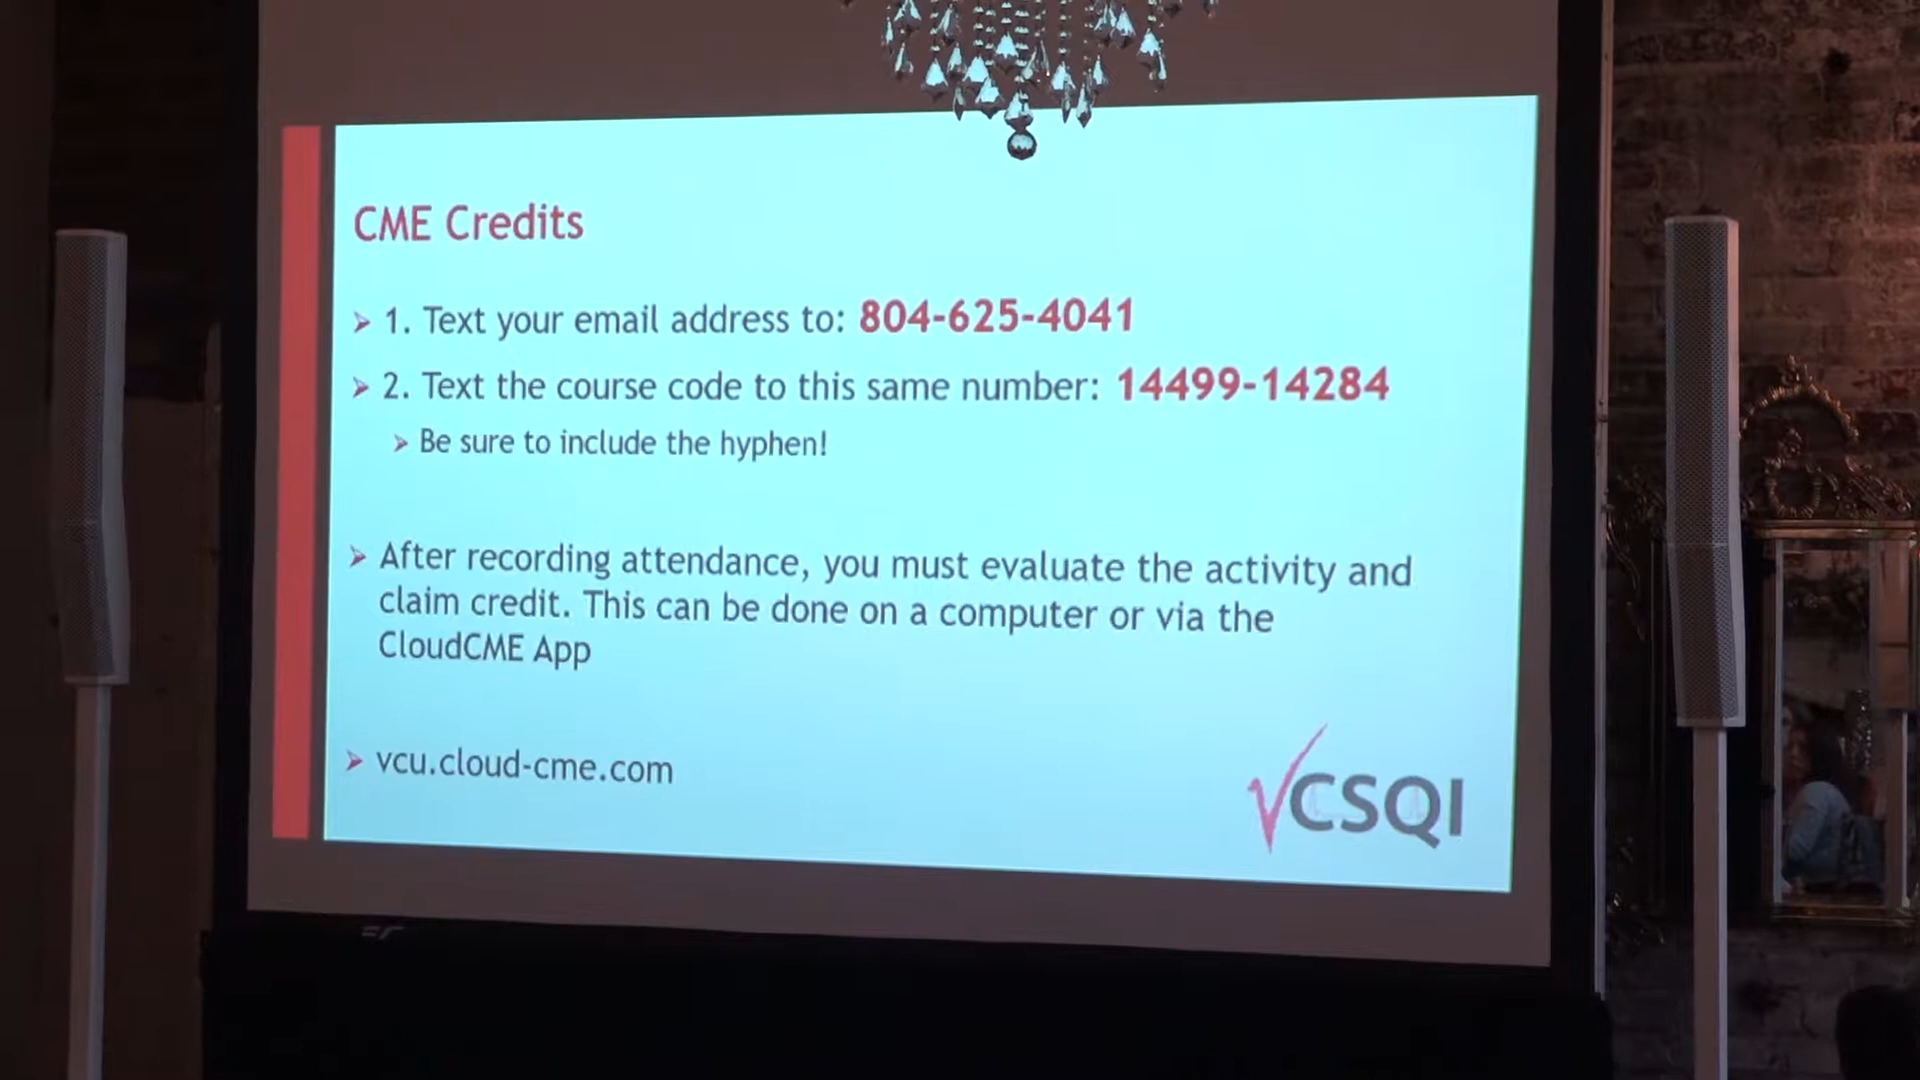 CME Credits
➢ 1. Text your email address to: 804-625-4041
➢ 2. Text the course code to this same number: 14499-14284
➢ Be sure to include the hyphen!
➢ After recording attendance, you must evaluate the activity and
claim credit. This can be done on a computer or via the
CloudCME App
➢ vcu.cloud-cme.com
VCSQI